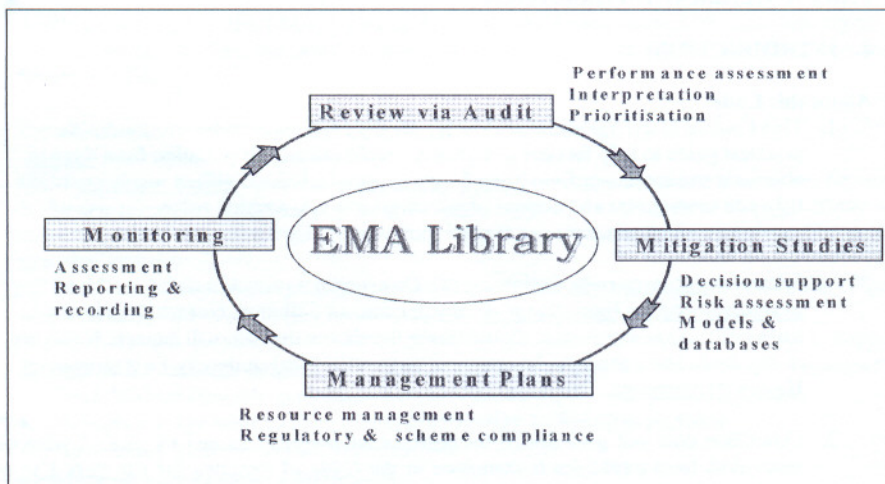 Review via Audit
Performance assessment
Interpretation
Prioritisation
EMA Library
Monitoring
Assessment
Reporting &
recording
Mitigation Studies
Decision support
Risk assessment
Models &
databases
Management Plans
Resource management
Regulatory & scheme compliance